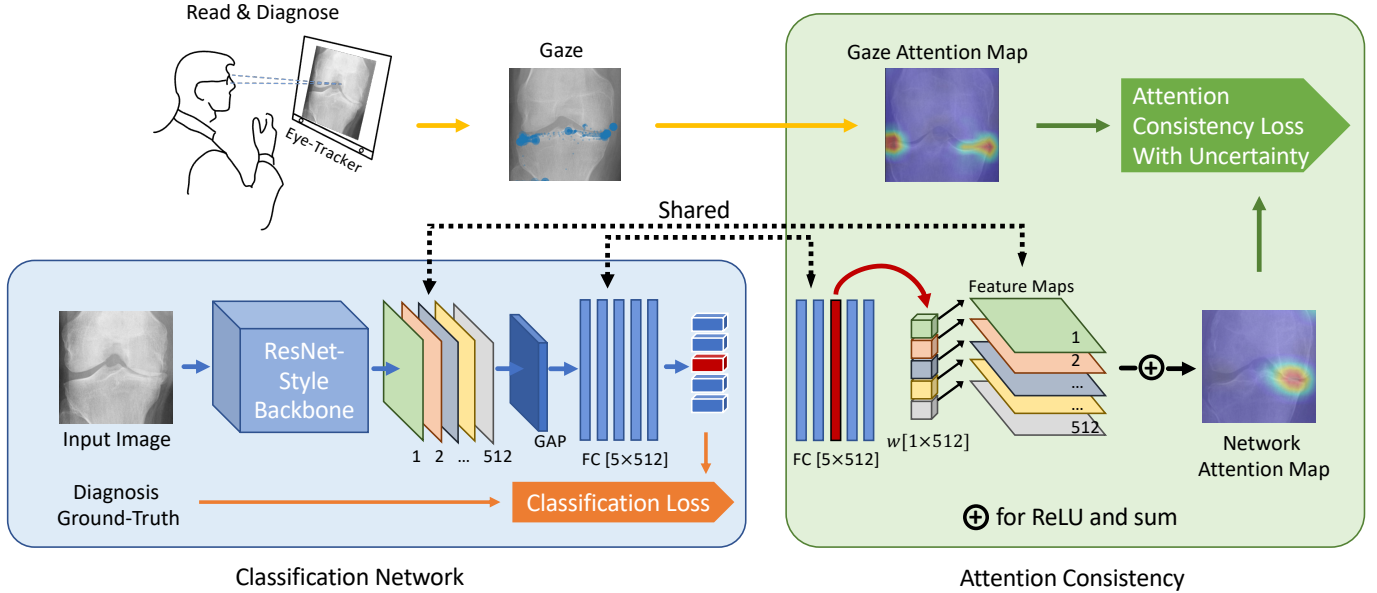 Read & Diagnose
Eye-Tracker
Gaze
Gaze Attention Map
Attention
Consistency Loss
With Uncertainty
Shared
Input Image
ResNet-
Style
Backbone
1 2 ... 512
GAP
FC [5×512]
Diagnosis
Ground-Truth
Classification Loss
Classification Network
FC [5×512]
w[1×512]
Feature Maps
1
2
...
...
512
Network
Attention Map
+ for ReLU and sum
Attention Consistency